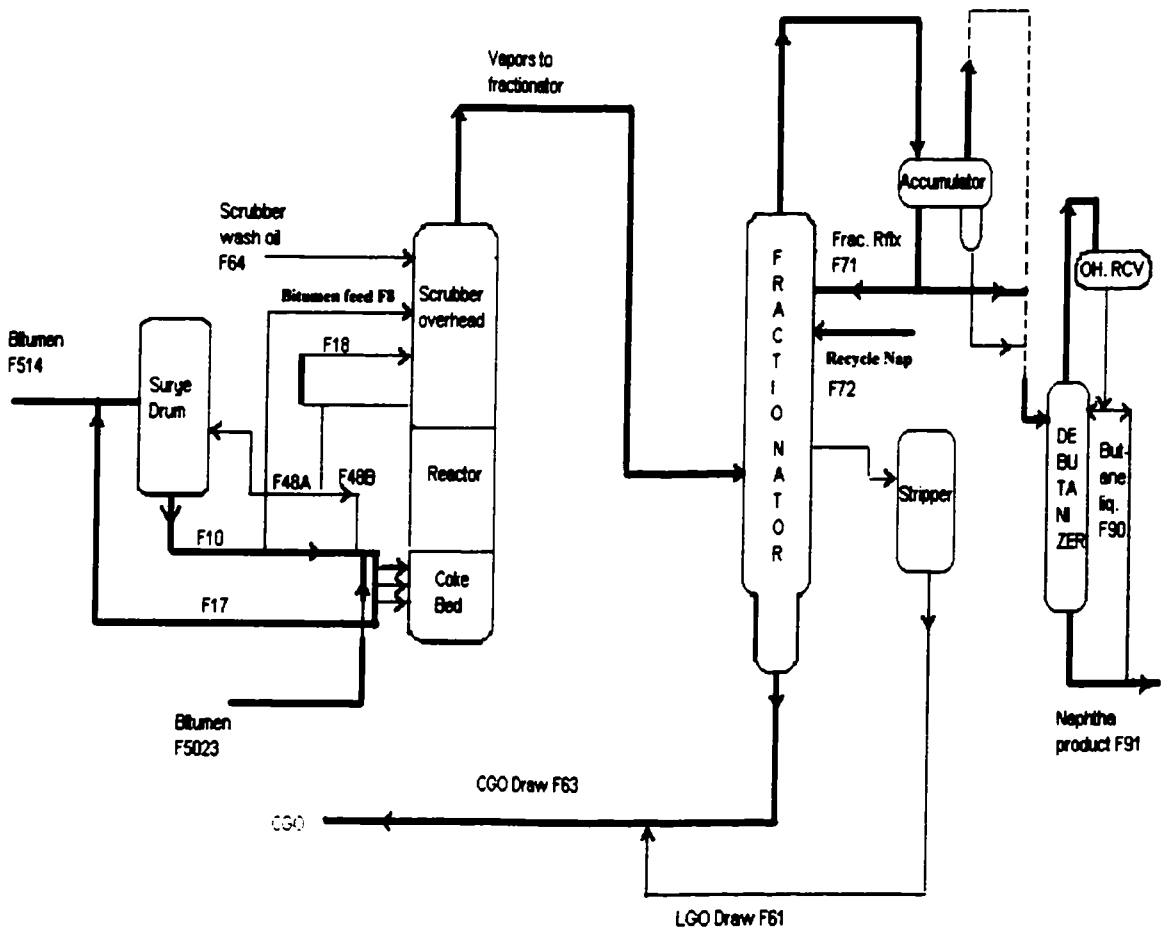 Vapors to
fractionator
Accumulator
Scrubber
wash oil
F64
Frac. Rflx
F71
OH. RCV
Bitumen feed F8
Scrubber
overhead
F
R
A
C
T
I
O
N
A
T
O
R
Bitumen
F514
F18
Recycle Nap
F72
Surge
Drum
DE
BU
TA
NI
ZER
But-
ane
liq.
F90
Reactor
F48A
F48B
Stripper
F10
Coke
Bed
F17
Bitumen
F5023
Naphtha
product F91
CGO Draw F63
CGO
LGO Draw F61